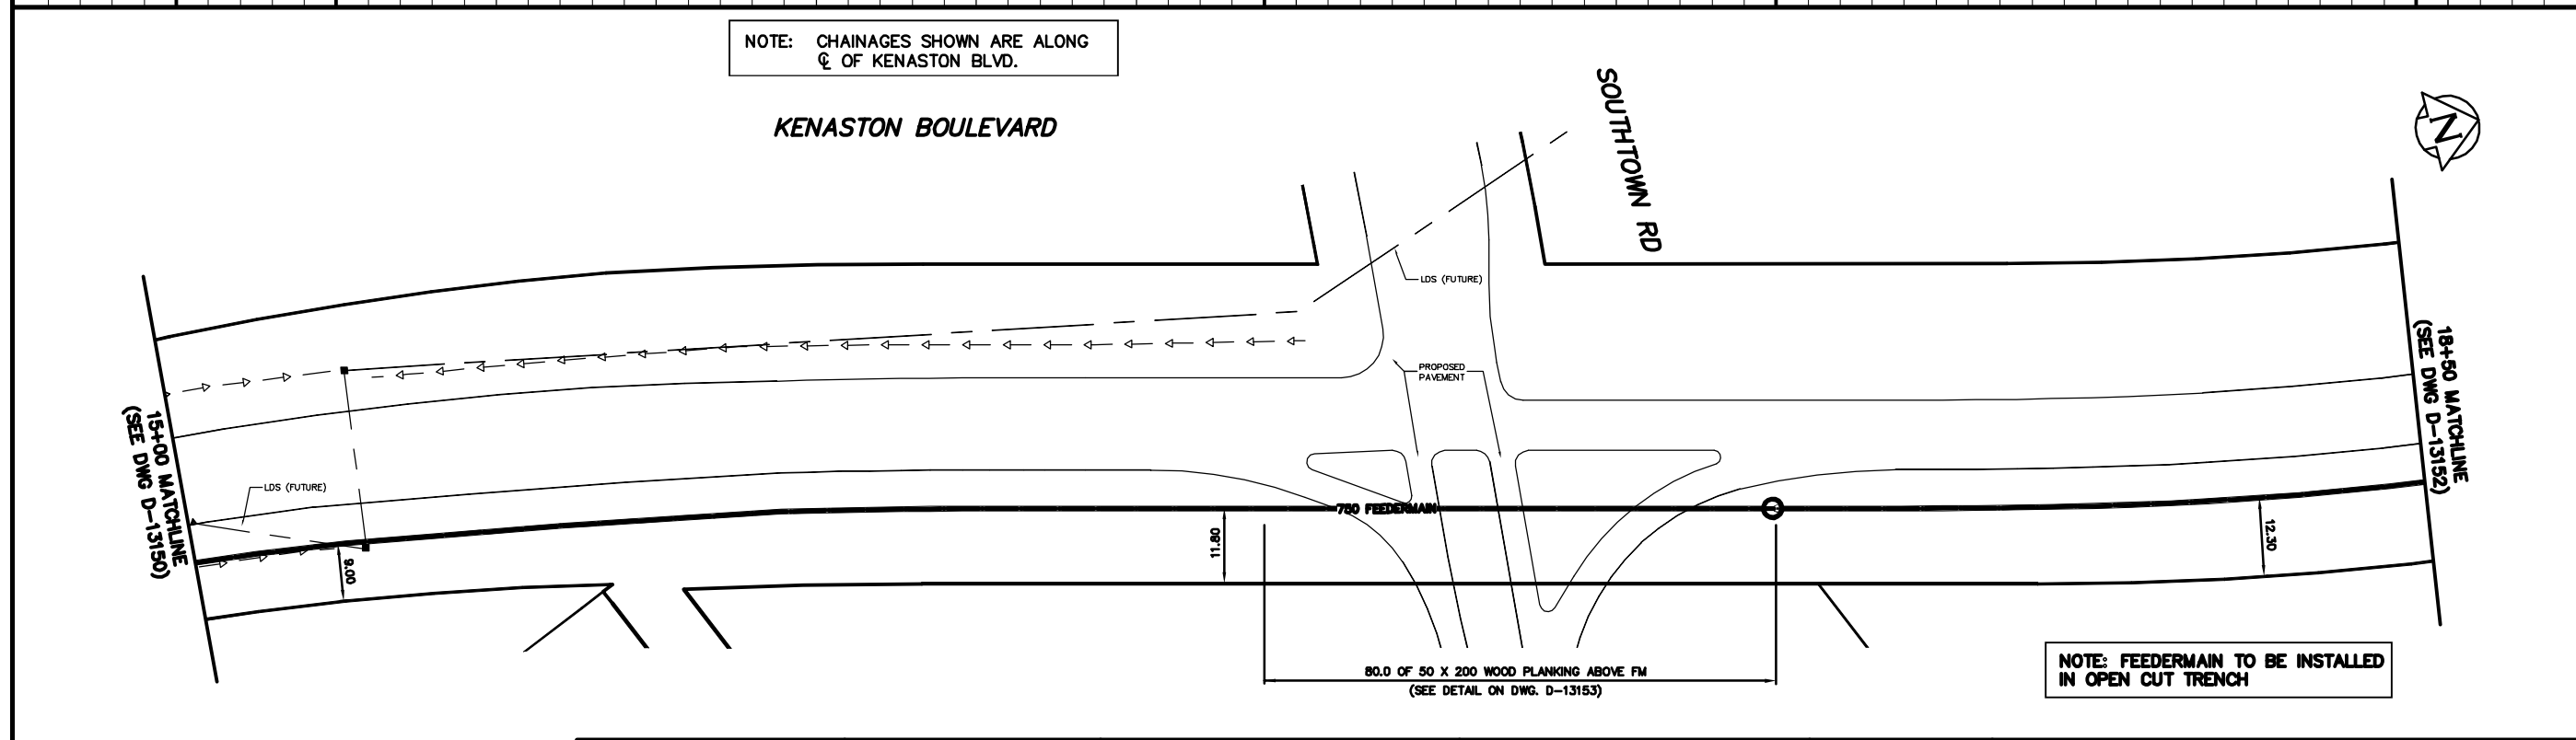 NOTE: CHAINAGES SHOWN ARE ALONG
℄ OF KENASTON BLVD.
KENASTON BOULEVARD
SOUTHTOWN RD
N
LDS (FUTURE)
PROPOSED
PAVEMENT
15+00 MATCHLINE
(SEE DWG D-13150)
18+50 MATCHLINE
(SEE DWG D-13152)
LDS (FUTURE)
750 FEEDERMAIN
9.00
11.80
12.30
80.0 OF 50 X 200 WOOD PLANKING ABOVE FM
(SEE DETAIL ON DWG. D-13153)
NOTE: FEEDERMAIN TO BE INSTALLED
IN OPEN CUT TRENCH